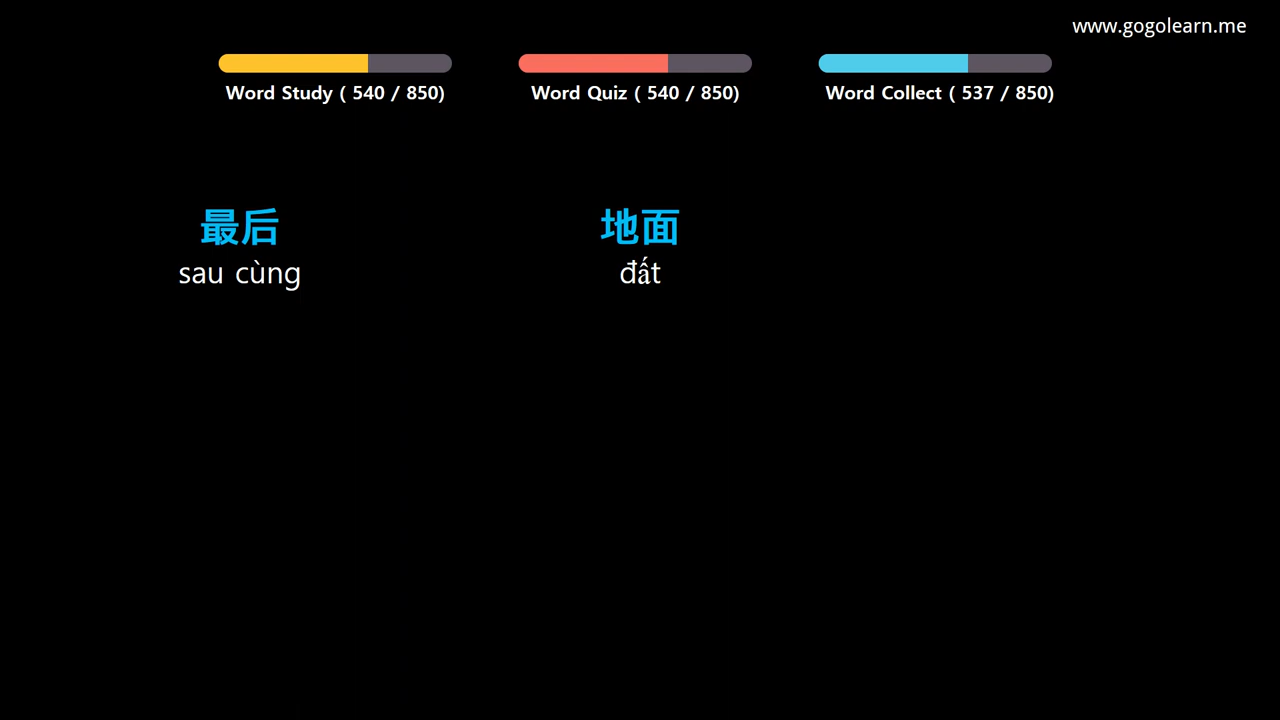 www.gogolearn.me
Word Study ( 540 / 850)
Word Quiz ( 540 / 850)
Word Collect ( 537 / 850)
最后
sau cùng
地面
đất